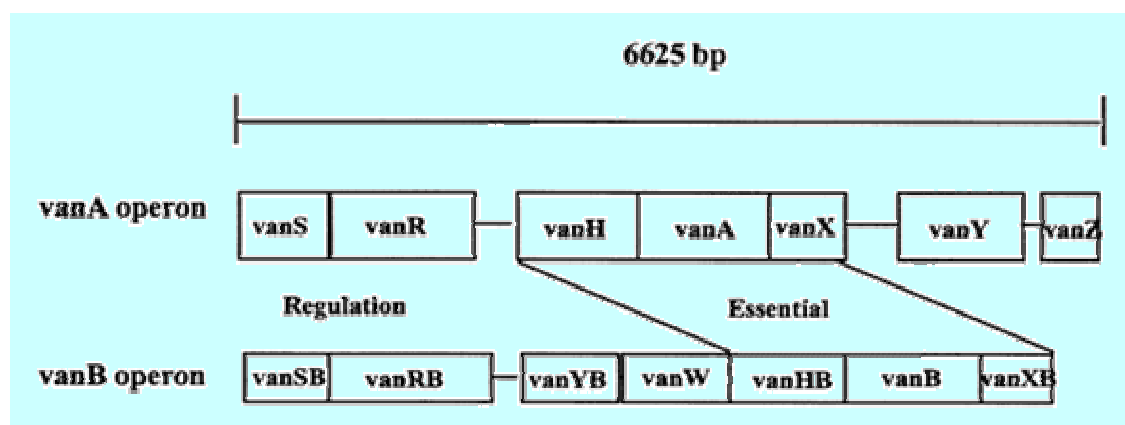 6625 bp
vanA operon
vanS vanR vanH vanA vanX vanY vanZ
Regulation Essential
vanB operon
vanSB vanRB vanYB vanW vanHB vanB vanXB